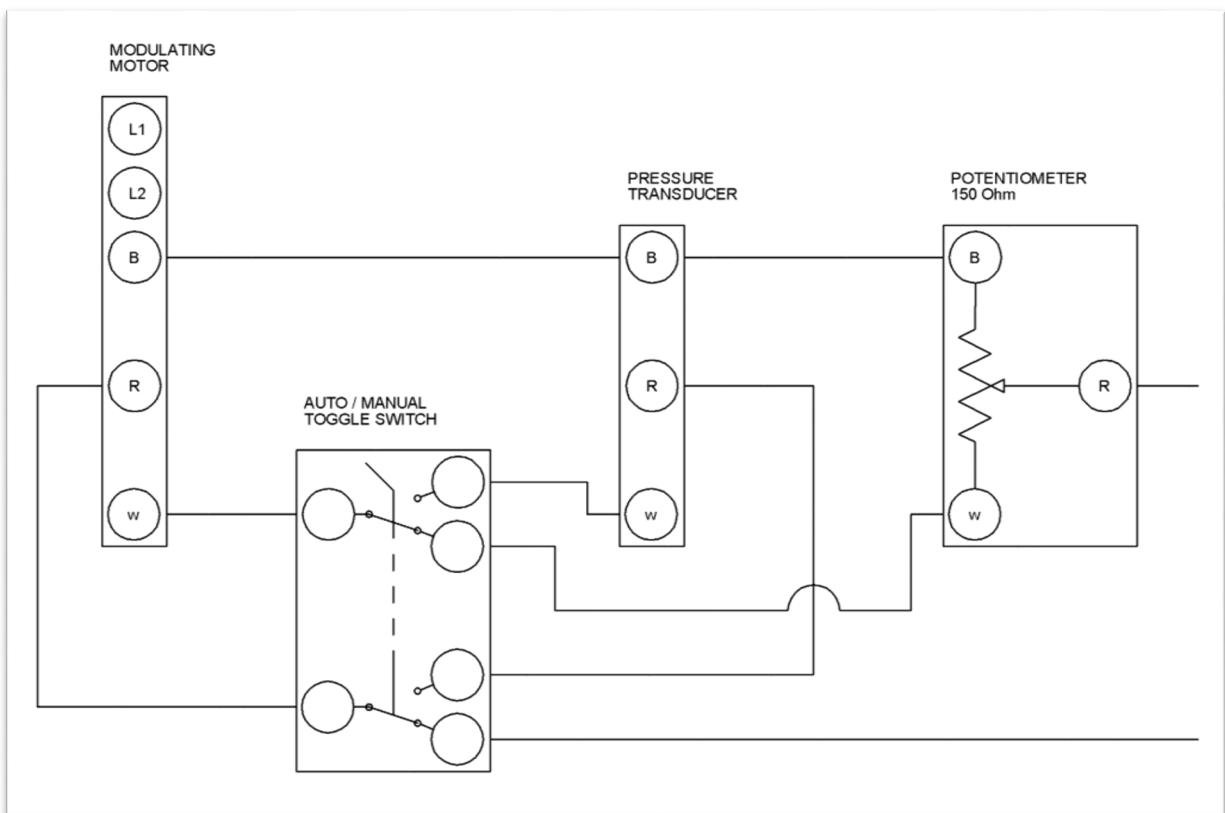 MODULATING
MOTOR
L1
L2
B
R
W
AUTO / MANUAL
TOGGLE SWITCH
PRESSURE
TRANSDUCER
B
R
W
POTENTIOMETER
150 Ohm
B
R
W